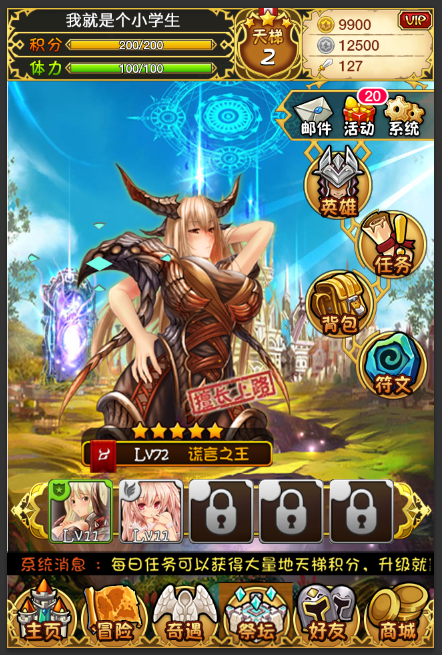 我就是个小学生
积分 200/200
体力 100/100
天梯
2
9900
12500
127
VIP
20
邮件 活动 系统
英雄
任务
背包
符文
擅长上路
LV72 谎言之王
LV11 LV11
系统消息 : 每日任务可以获得大量地天梯积分，升级就
主页 冒险 奇遇 祭坛 好友 商城